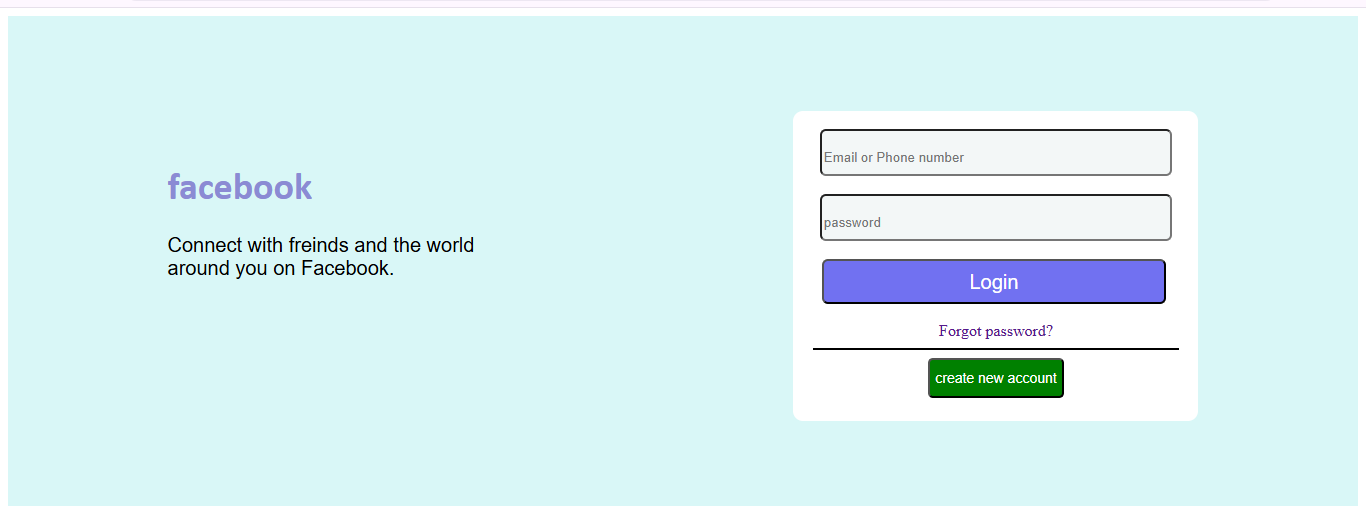 facebook
Connect with freinds and the world
around you on Facebook.
Email or Phone number
password
Login
Forgot password?
create new account